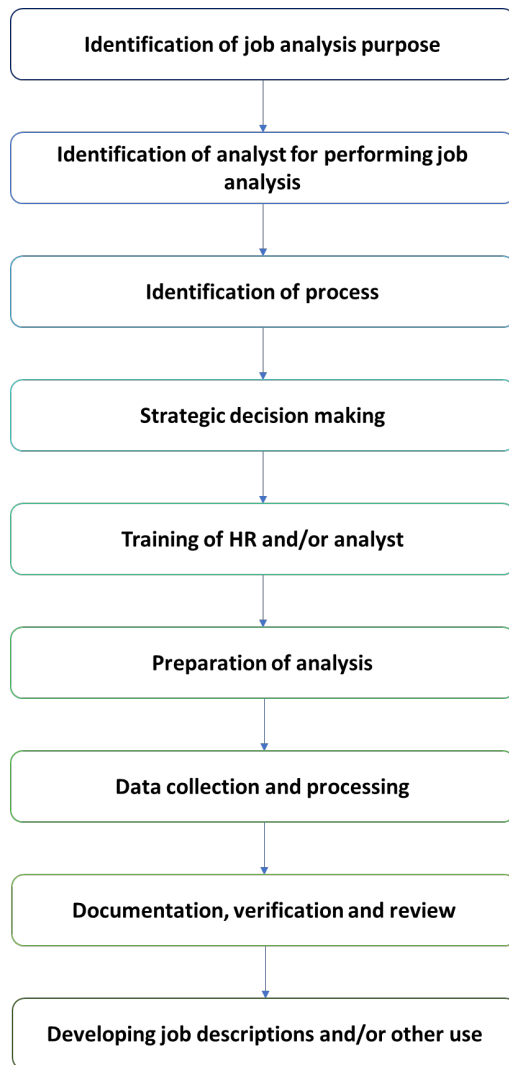 Identification of job analysis purpose
Identification of analyst for performing job
analysis
Identification of process
Strategic decision making
Training of HR and/or analyst
Preparation of analysis
Data collection and processing
Documentation, verification and review
Developing job descriptions and/or other use